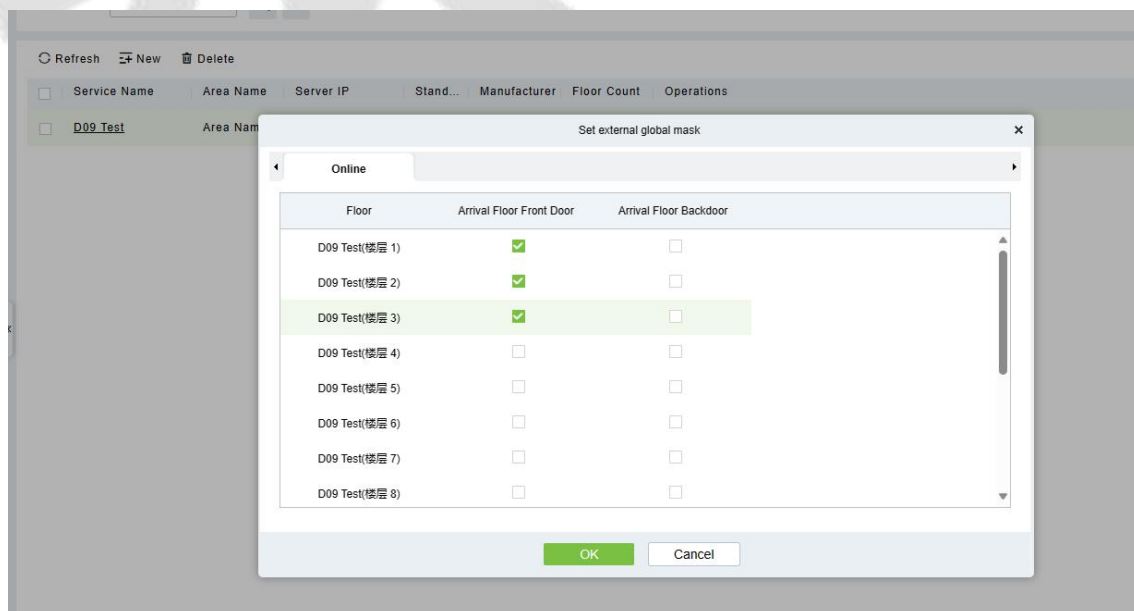 Refresh New Delete
Service Name Area Name Server IP Stand... Manufacturer Floor Count Operations
D09 Test Area Nam
Set external global mask
Online
Floor Arrival Floor Front Door Arrival Floor Backdoor
D09 Test(楼层 1)
D09 Test(楼层 2)
D09 Test(楼层 3)
D09 Test(楼层 4)
D09 Test(楼层 5)
D09 Test(楼层 6)
D09 Test(楼层 7)
D09 Test(楼层 8)
OK Cancel